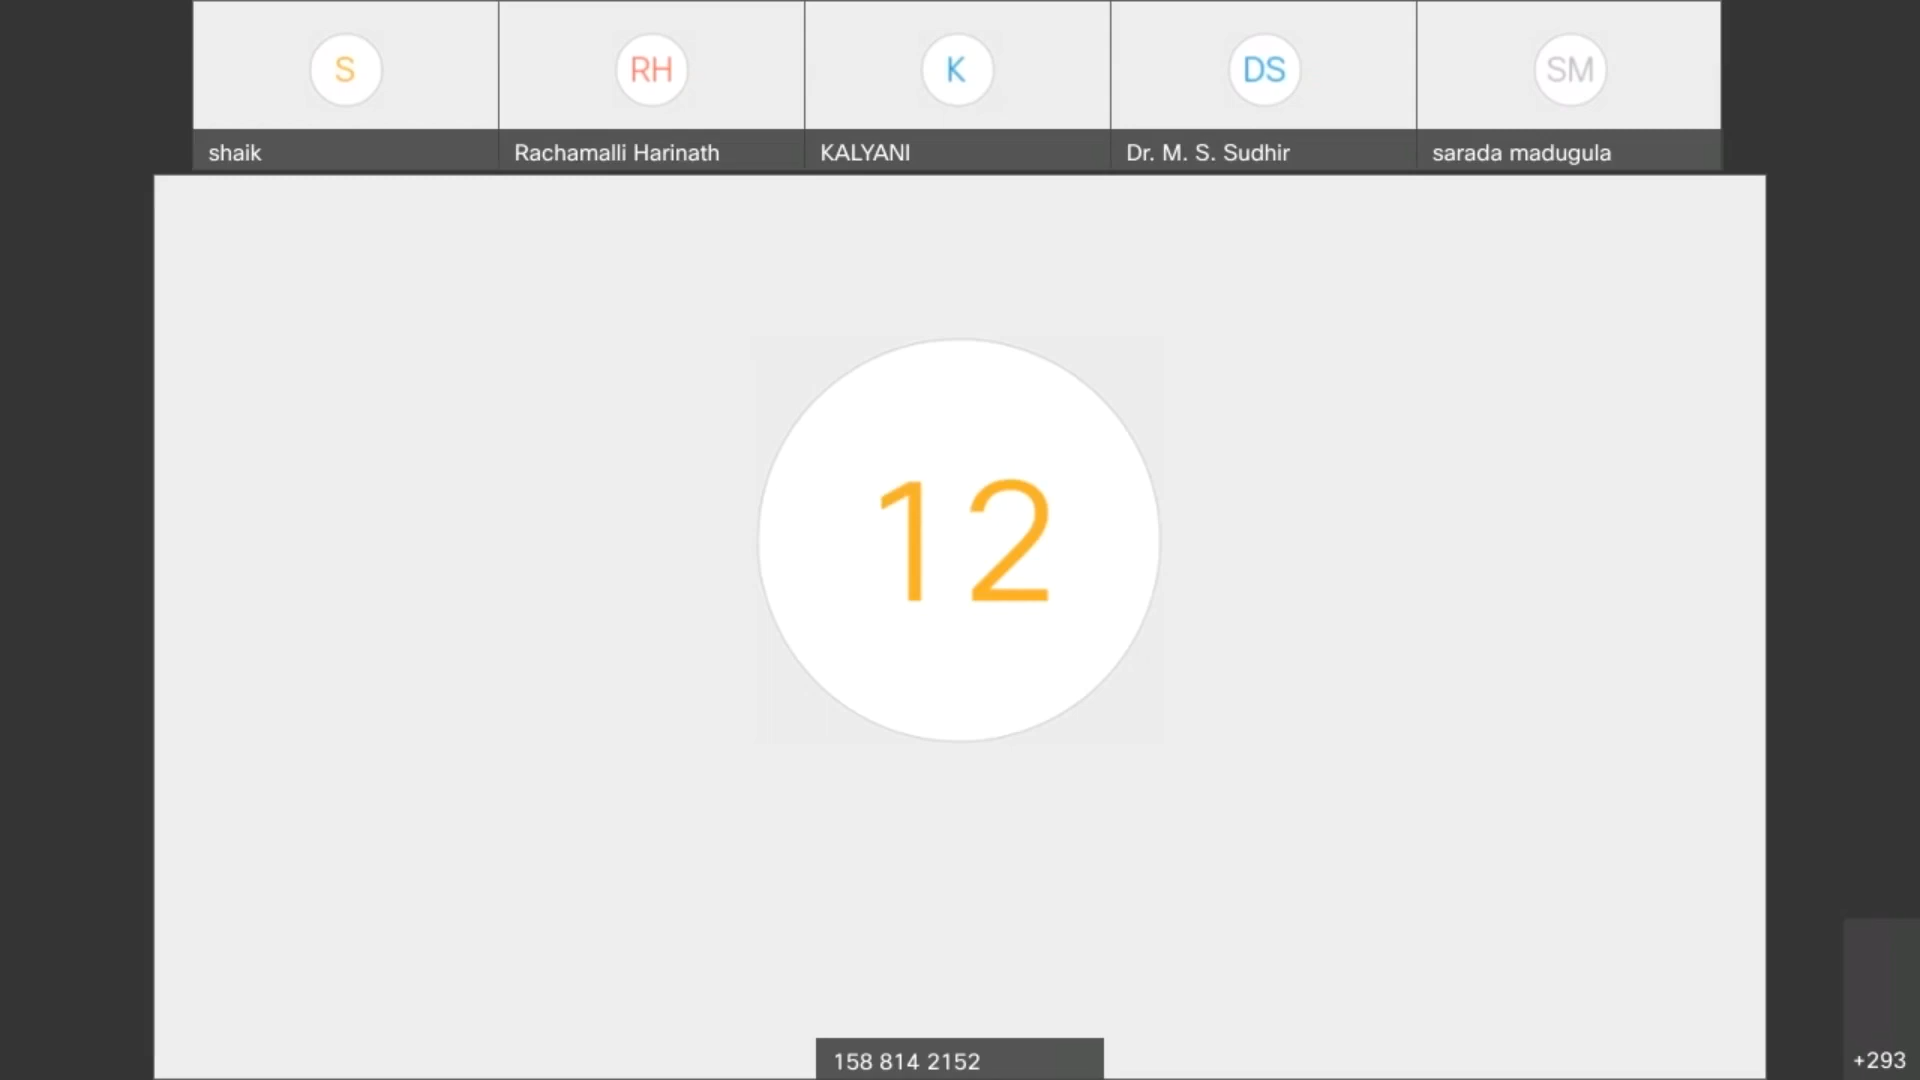 S
RH
K
DS
SM
shaik
Rachamalli Harinath
KALYANI
Dr. M. S. Sudhir
sarada madugula
12
158 814 2152
+293